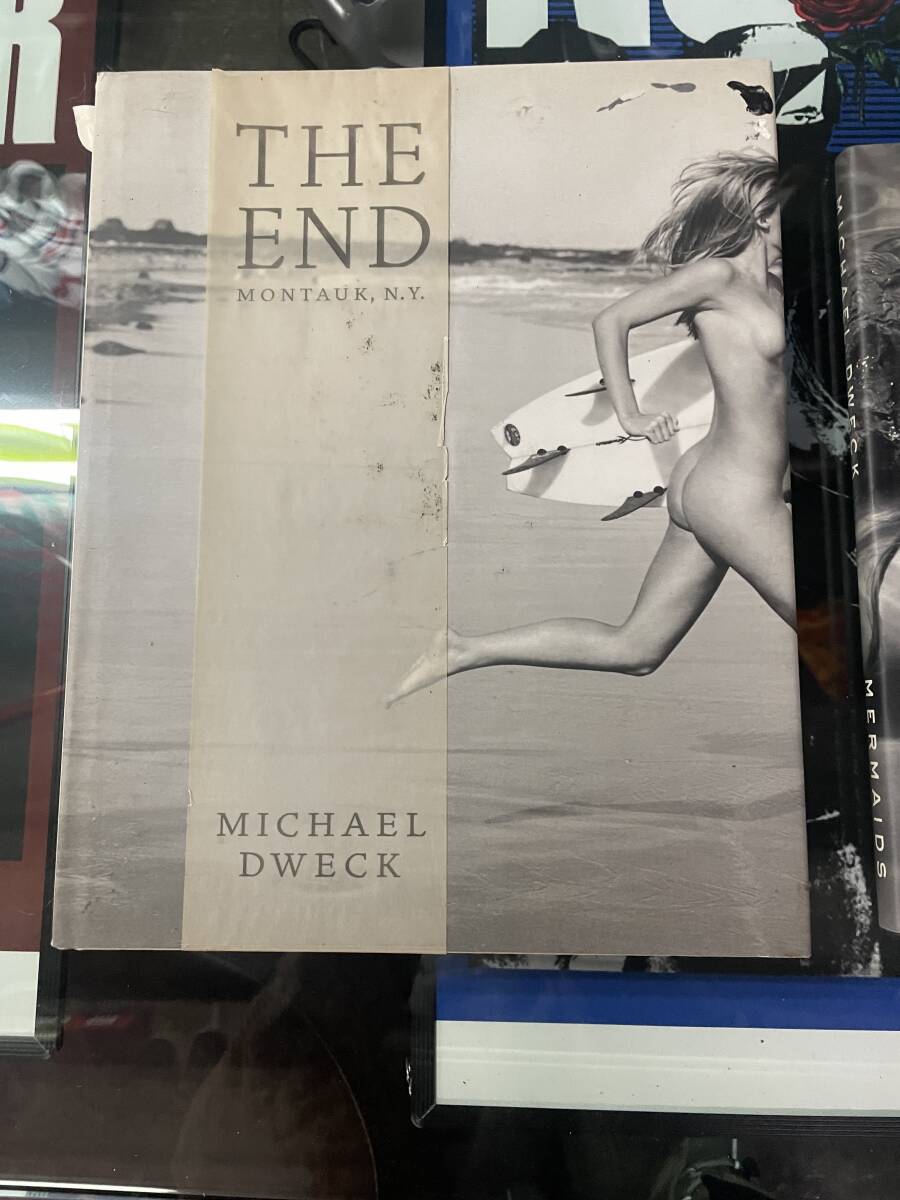 THE
END
MONTAUK, N.Y.
MICHAEL
DWECK
MICHAEL DWECK
MERMAIDS